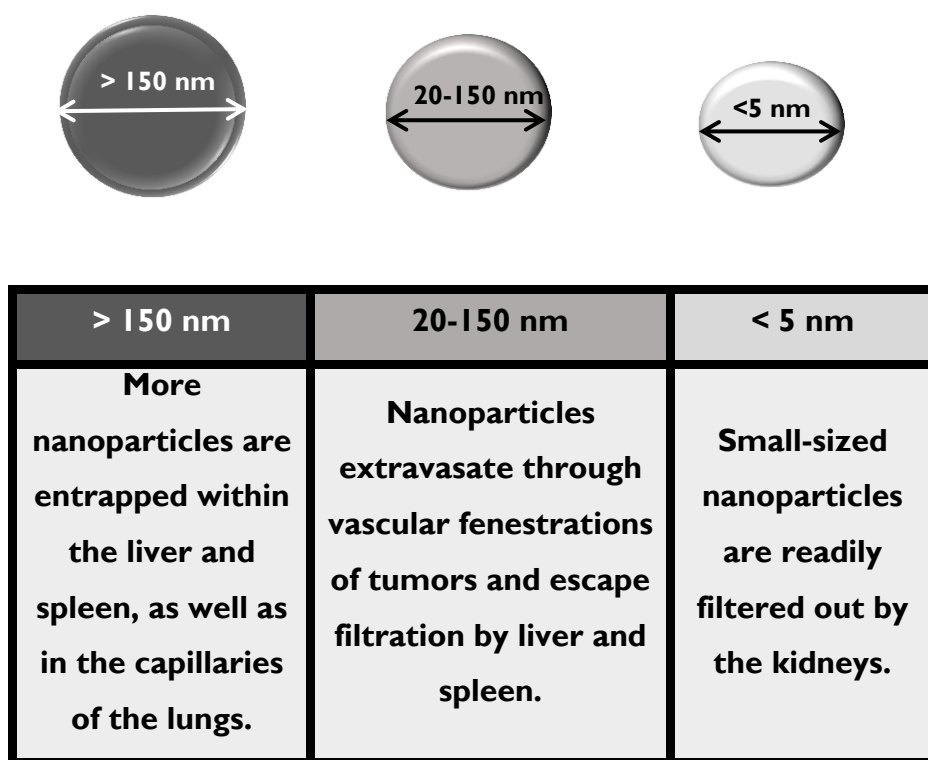 > 150 nm
20-150 nm
<5 nm
> 150 nm
20-150 nm
< 5 nm
More
nanoparticles are
entrapped within
the liver and
spleen, as well as
in the capillaries
of the lungs.
Nanoparticles
extravasate through
vascular fenestrations
of tumors and escape
filtration by liver and
spleen.
Small-sized
nanoparticles
are readily
filtered out by
the kidneys.